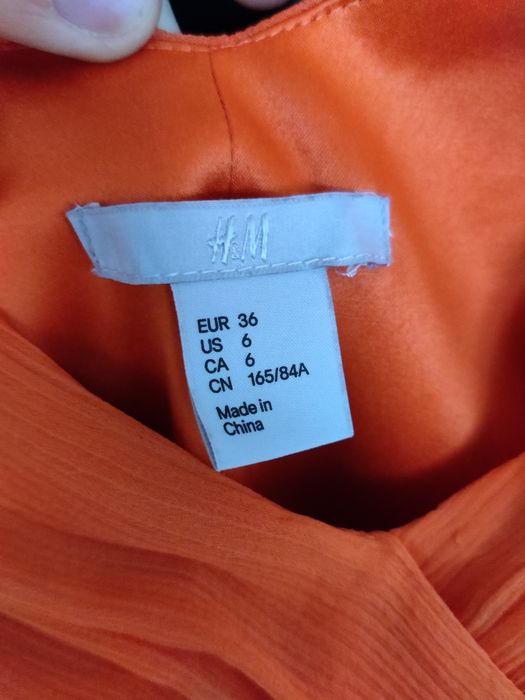 H&M
EUR 36
US 6
CA 6
CN 165/84A
Made in
China